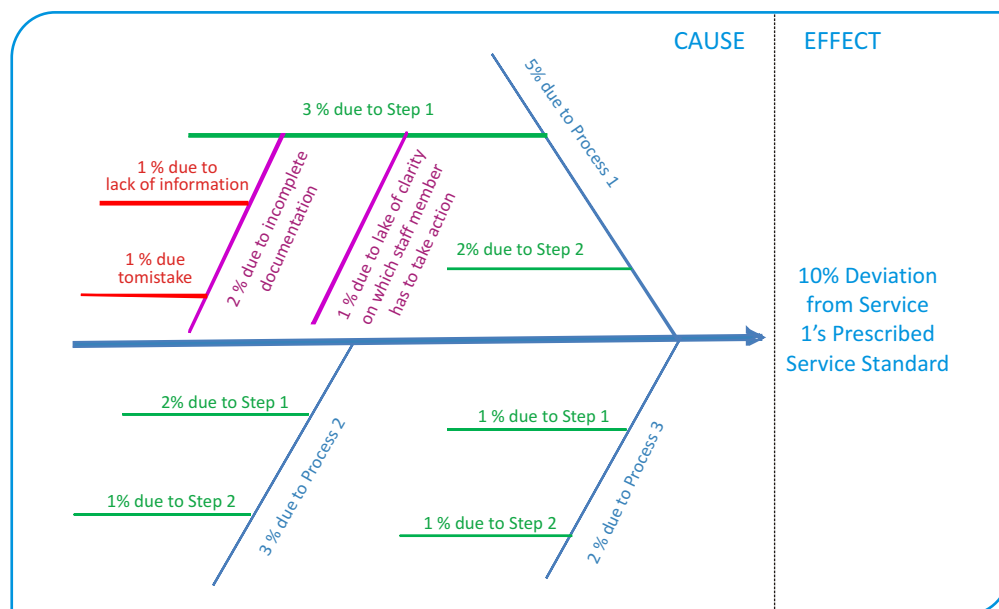 CAUSE
EFFECT
5% due to Process 1
3 % due to Step 1
1 % due to
lack of information
2 % due to incomplete
documentation
1 % due to lake of clarity
on which staff member
has to take action
2% due to Step 2
1 % due
tomistake
10% Deviation
from Service
1’s Prescribed
Service Standard
2% due to Step 1
3 % due to Process 2
1 % due to Step 1
2 % due to Process 3
1% due to Step 2
1 % due to Step 2